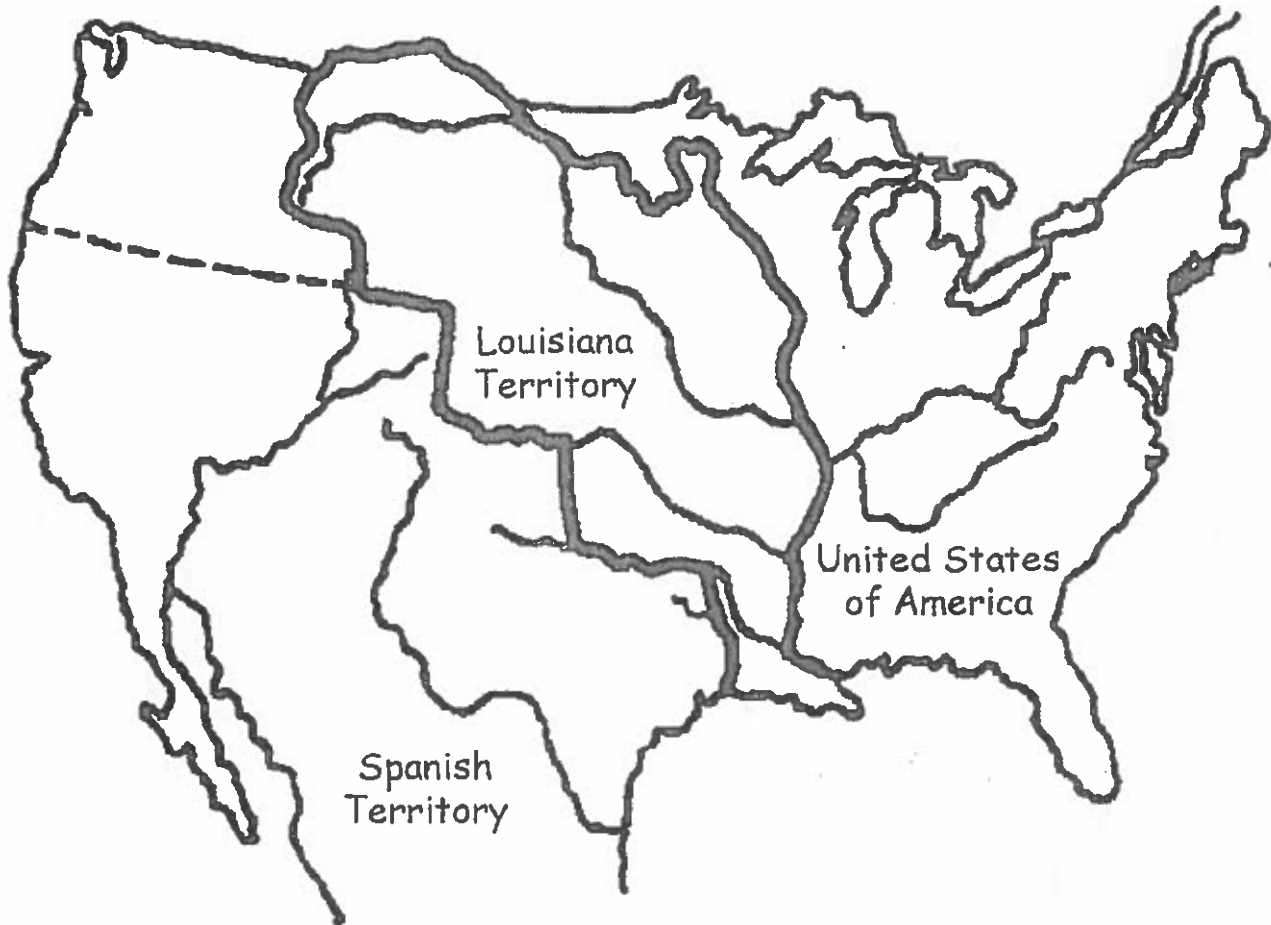 Louisiana
Territory
United States
of America
Spanish
Territory